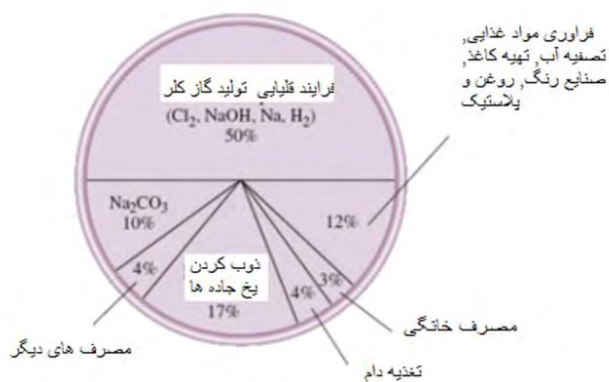 فراوری مواد غذایی,
تصفیه آب, تهیه کاغذ,
صنایع رنگ, روغن و
پلاستیک
فرایند قلیایی تولید گاز کلر
(Cl₂, NaOH, Na, H₂)
50%
Na₂CO₃
10%
12%
4%
ذوب کردن
یخ جاده ها
17%
4%
3%
مصرف خانگی
مصرف های دیگر
تغذیه دام